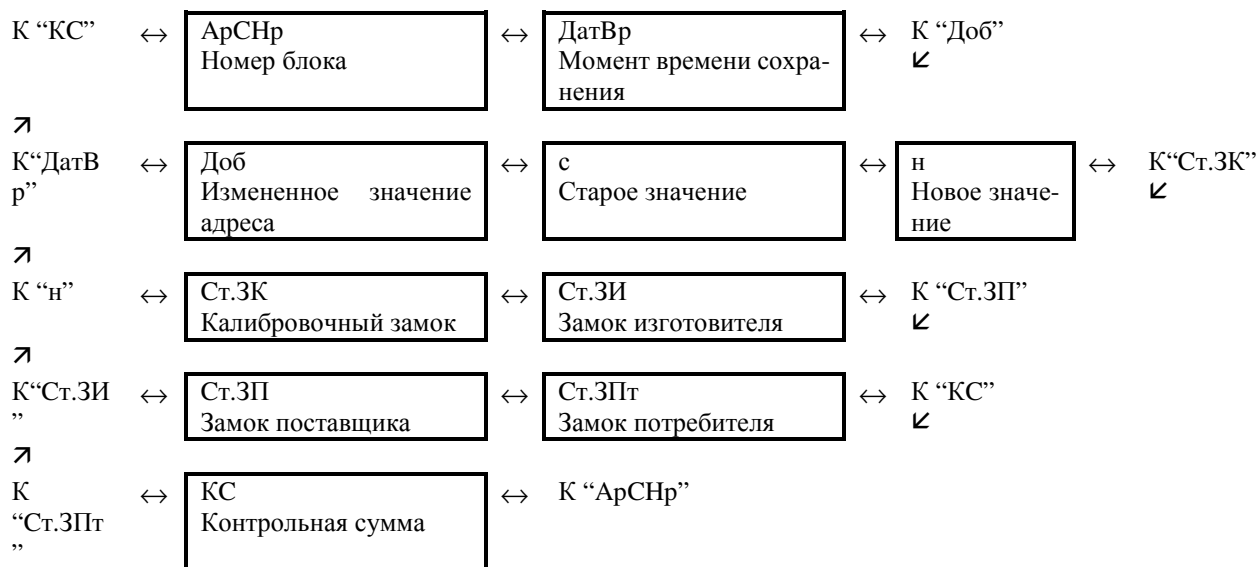 К “КС” ↔ АрСНр ↔ ДатВр ↔ К “Доб”
Номер блока Момент времени сохра- ↙
нения
↗
К“ДатВ ↔ Доб ↔ с ↔ н ↔ К“Ст.ЗК”
р” Измененное значение Старое значение Новое значе- ↙
адреса ние
↗
К “н” ↔ Ст.ЗК ↔ Ст.ЗИ ↔ К “Ст.ЗП”
Калибровочный замок Замок изготовителя ↙
↗
К“Ст.ЗИ ↔ Ст.ЗП ↔ Ст.ЗПт ↔ К “КС”
” Замок поставщика Замок потребителя ↙
↗
К ↔ КС ↔ К “АрСНр”
“Ст.ЗПт Контрольная сумма
”